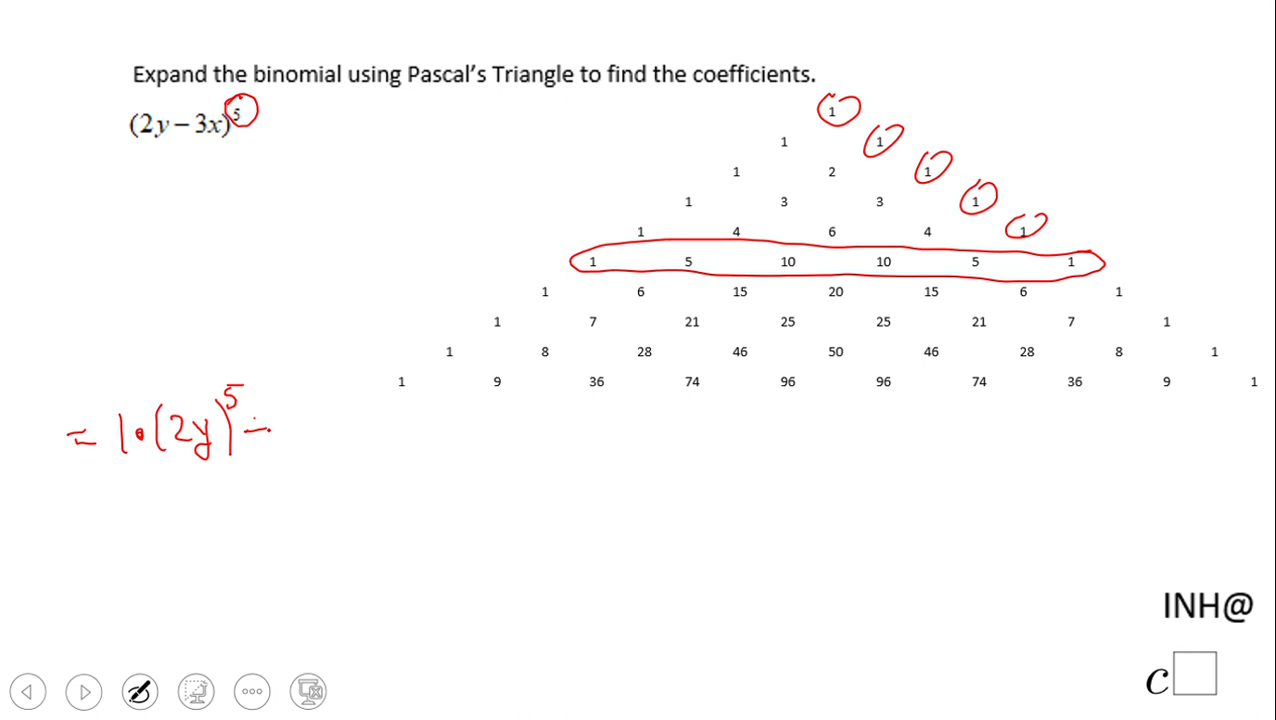 Expand the binomial using Pascal's Triangle to find the coefficients.
(2y – 3x)^5
1
1 1
1 2 1
1 3 3 1
1 4 6 4 1
1 5 10 10 5 1
1 6 15 20 15 6 1
1 7 21 25 25 21 7 1
1 8 28 46 50 46 28 8 1
1 9 36 74 96 96 74 36 9 1
= 1•(2y)^5 –
INH@
c